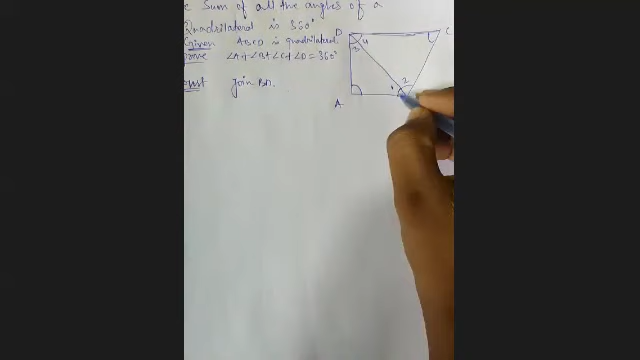 Sum of all the angles of a
Quadrilateral is 360°
Given ABCD is quadrilateral
prove ∠A+∠B+∠C+∠D=360°
const Join BD.
D
C
4
3
2
1
A